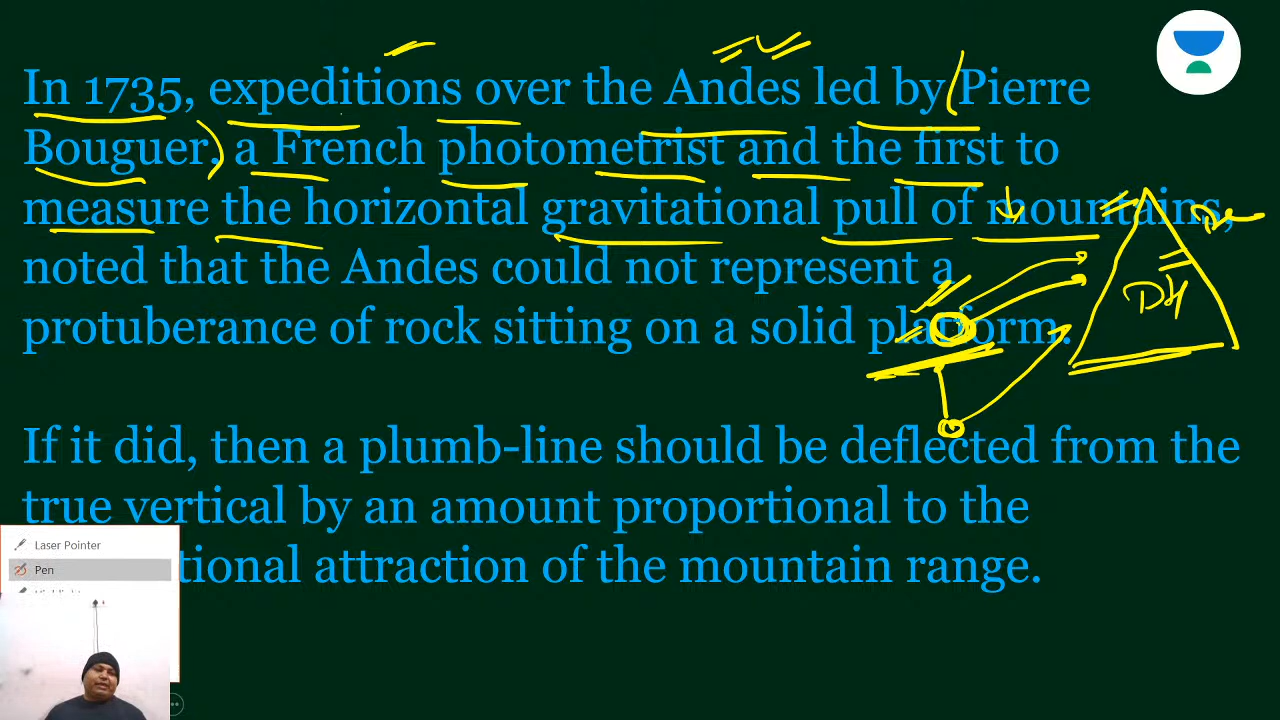 In 1735, expeditions over the Andes led by Pierre
Bouguer, a French photometrist and the first to
measure the horizontal gravitational pull of mountains,
noted that the Andes could not represent a
protuberance of rock sitting on a solid platform.
DH
If it did, then a plumb-line should be deflected from the
true vertical by an amount proportional to the
tional attraction of the mountain range.
Laser Pointer
Pen